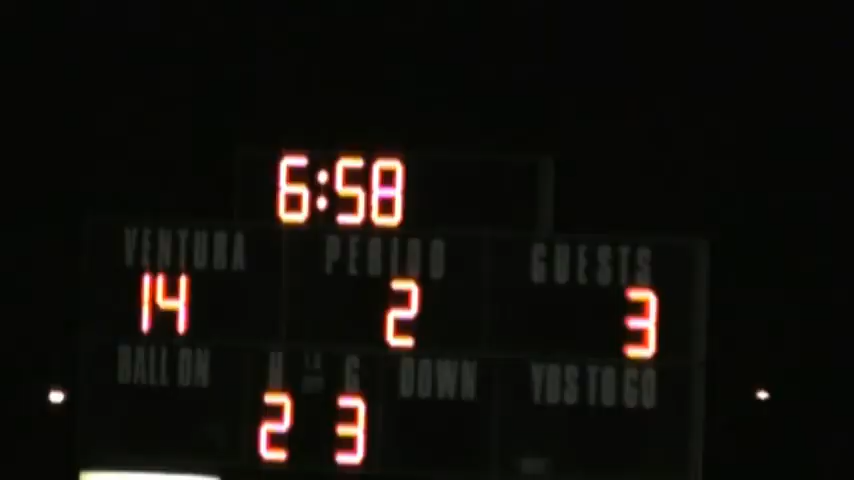 6:58
VENTURA PERIOD GUESTS
14 2 3
BALL ON H G DOWN YDS TO GO
2 3